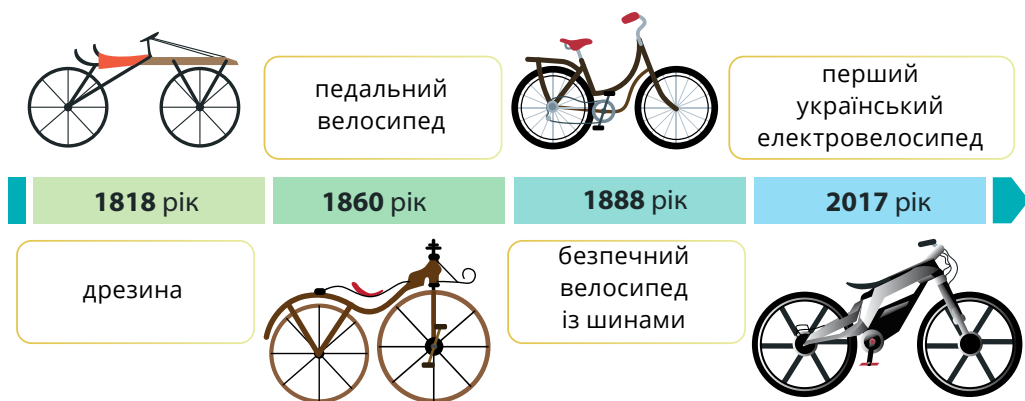 педальний
велосипед
перший
український
електровелосипед
1818 рік
1860 рік
1888 рік
2017 рік
дрезина
безпечний
велосипед
із шинами